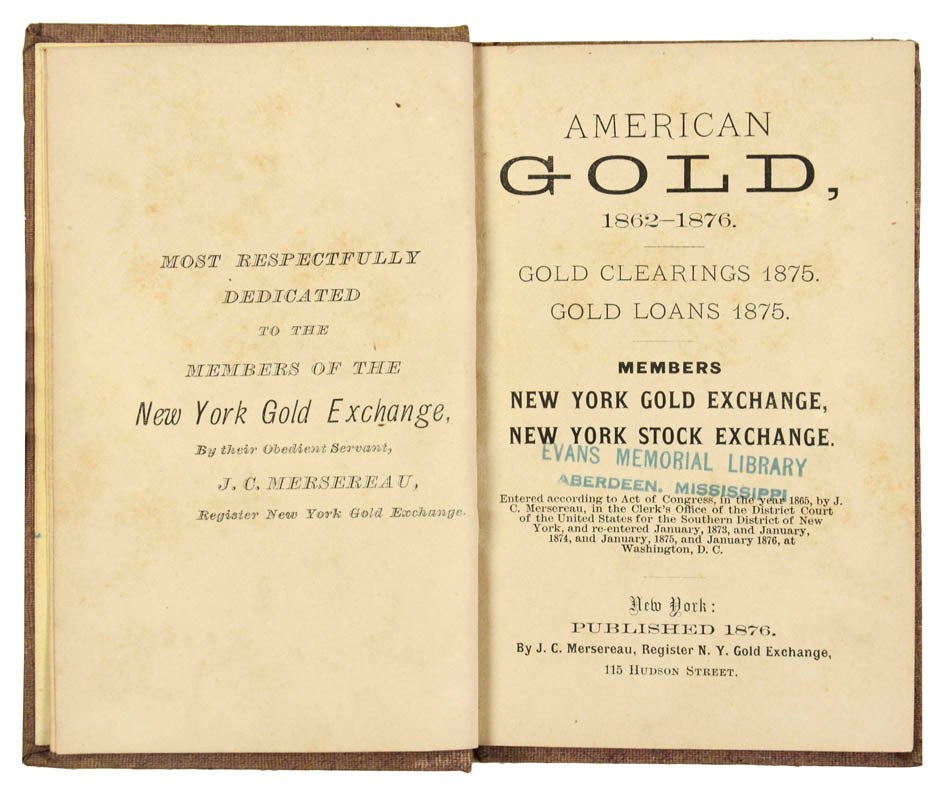 MOST RESPECTFULLY
DEDICATED
TO THE
MEMBERS OF THE
New York Gold Exchange,
By their Obedient Servant,
J. C. MERSEREAU,
Register New York Gold Exchange.
AMERICAN
GOLD,
1862–1876.
GOLD CLEARINGS 1875.
GOLD LOANS 1875.
MEMBERS
NEW YORK GOLD EXCHANGE,
NEW YORK STOCK EXCHANGE.
EVANS MEMORIAL LIBRARY
ABERDEEN, MISSISSIPPI
Entered according to Act of Congress, in the year 1865, by J.
C. Mersereau, in the Clerk's Office of the District Court
of the United States for the Southern District of New
York, and re-entered January, 1873, and January,
1874, and January, 1875, and January 1876, at
Washington, D. C.
New York:
PUBLISHED 1876.
By J. C. Mersereau, Register N. Y. Gold Exchange,
115 HUDSON STREET.